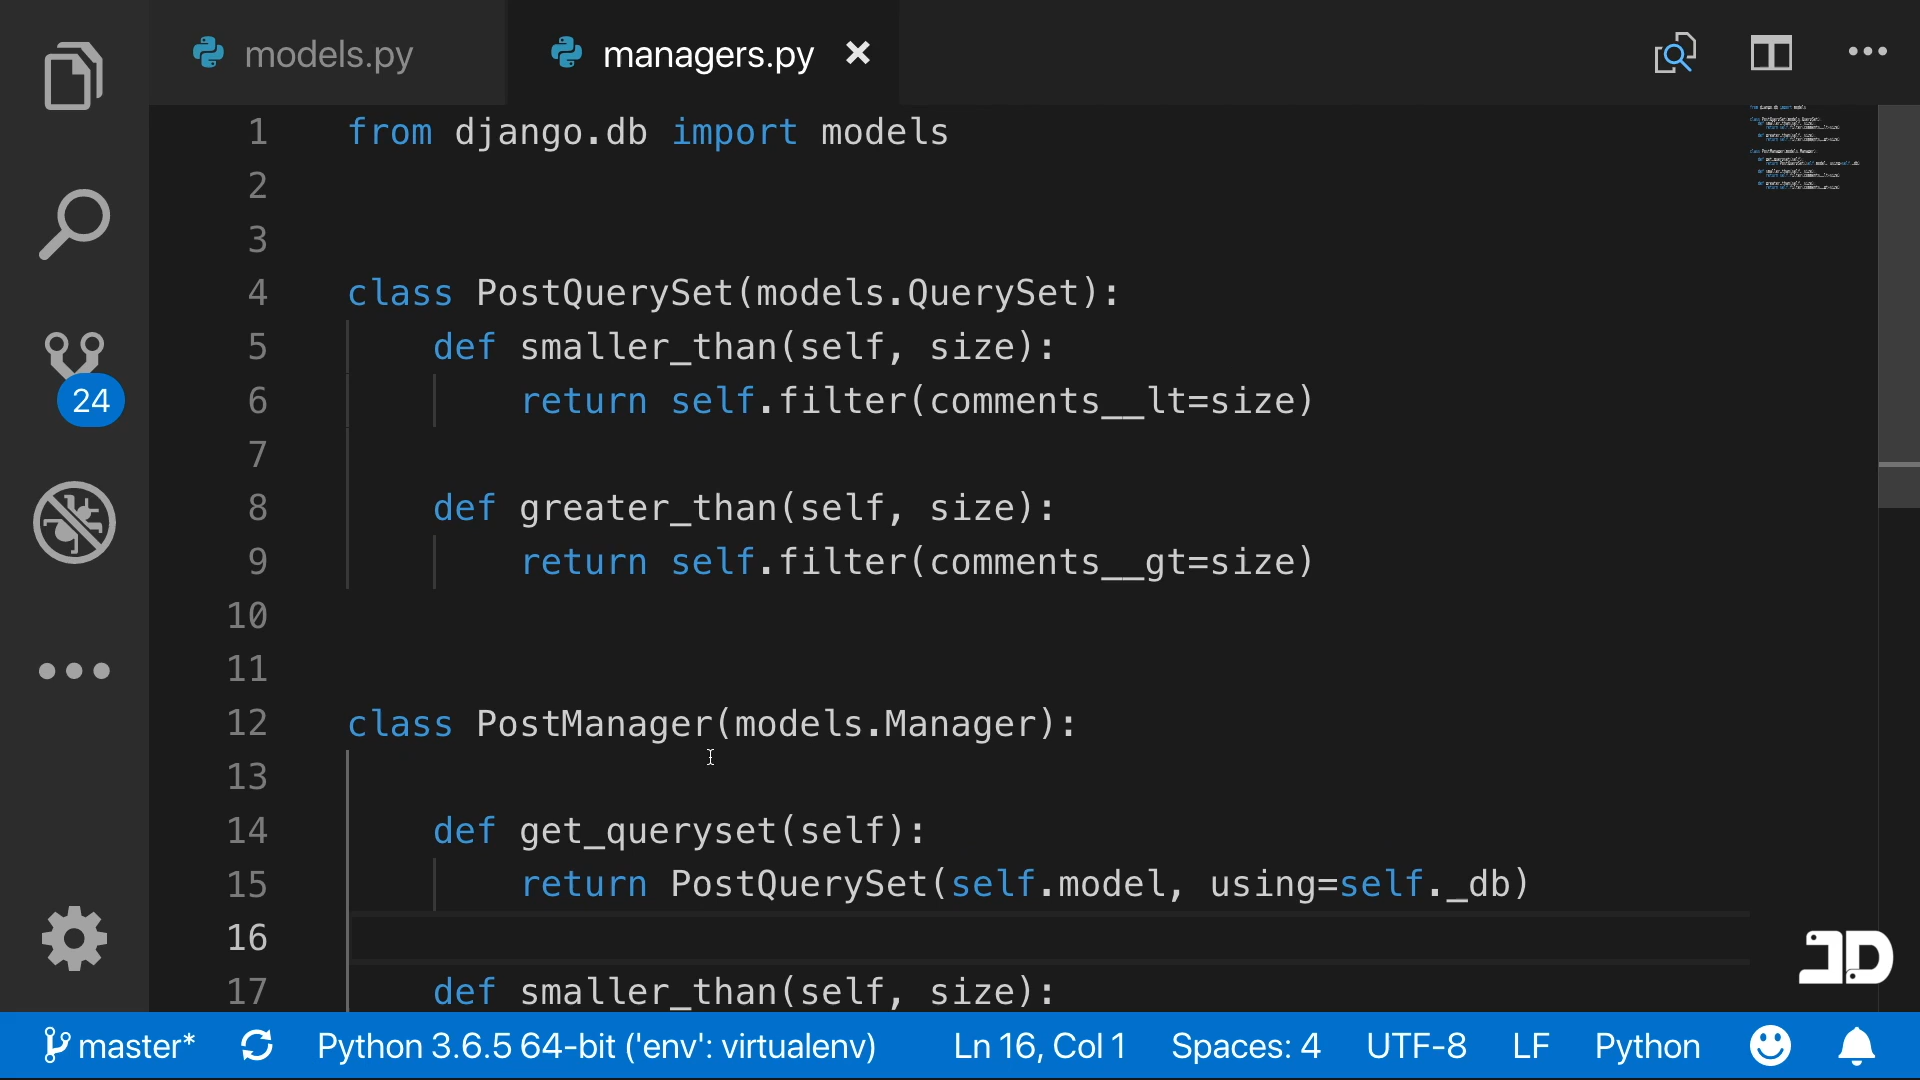 models.py
managers.py
1 from django.db import models
2
3
4 class PostQuerySet(models.QuerySet):
5 def smaller_than(self, size):
6 return self.filter(comments__lt=size)
7
8 def greater_than(self, size):
9 return self.filter(comments__gt=size)
10
11
12 class PostManager(models.Manager):
13
14 def get_queryset(self):
15 return PostQuerySet(self.model, using=self._db)
16
17 def smaller_than(self, size):
24
JD
master* Python 3.6.5 64-bit ('env': virtualenv) Ln 16, Col 1 Spaces: 4 UTF-8 LF Python